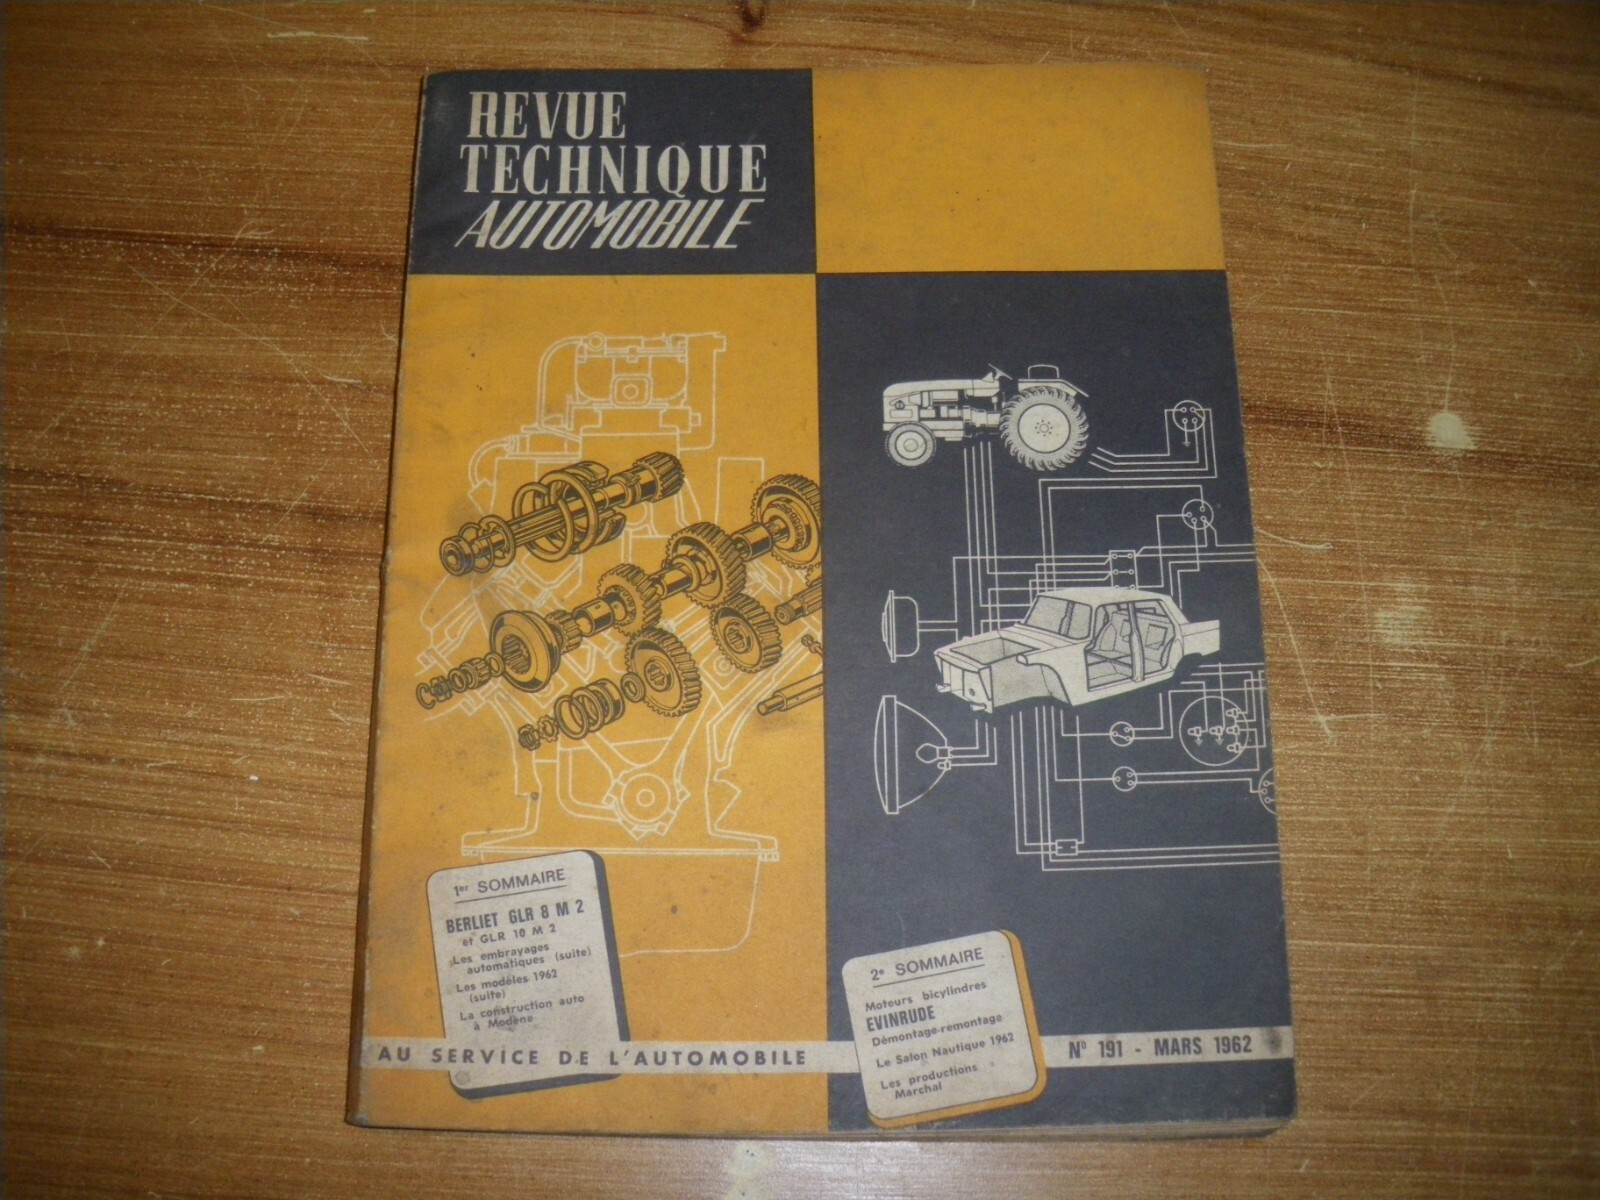 REVUE
TECHNIQUE
AUTOMOBILE
1er SOMMAIRE
BERLIET GLR 8 M 2
et GLR 10 M 2
Les embrayages
automatiques (suite)
Les modèles 1962
(suite)
La construction auto
à Modène
2e SOMMAIRE
Moteurs bicylindres
EVINRUDE
Démontage-remontage
Le Salon Nautique 1962
Les productions
Marchal
AU SERVICE DE L'AUTOMOBILE
N° 191 - MARS 1962